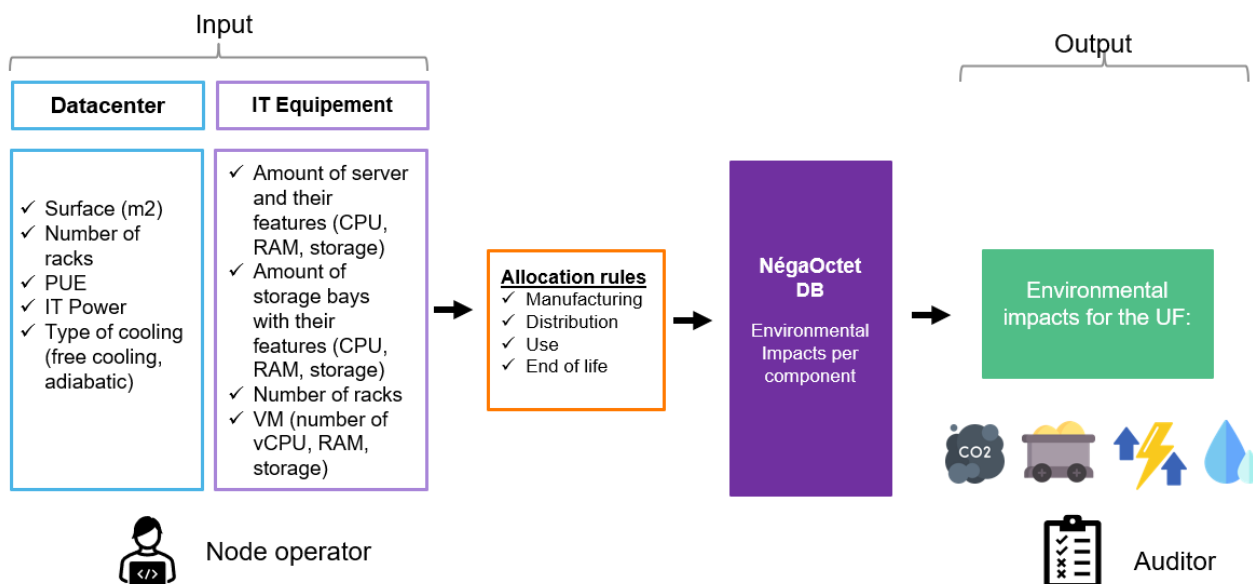 Input
Output
Datacenter
IT Equipement
Surface (m2)
Number of
racks
PUE
IT Power
Type of cooling
(free cooling,
adiabatic)
Amount of server
and their
features (CPU,
RAM, storage)
Amount of
storage bays
with their
features (CPU,
RAM, storage)
Number of racks
VM (number of
vCPU, RAM,
storage)
Allocation rules
Manufacturing
Distribution
Use
End of life
NégaOctet
DB
Environmental
Impacts per
component
Environmental
impacts for the UF:
CO2
Node operator
Auditor